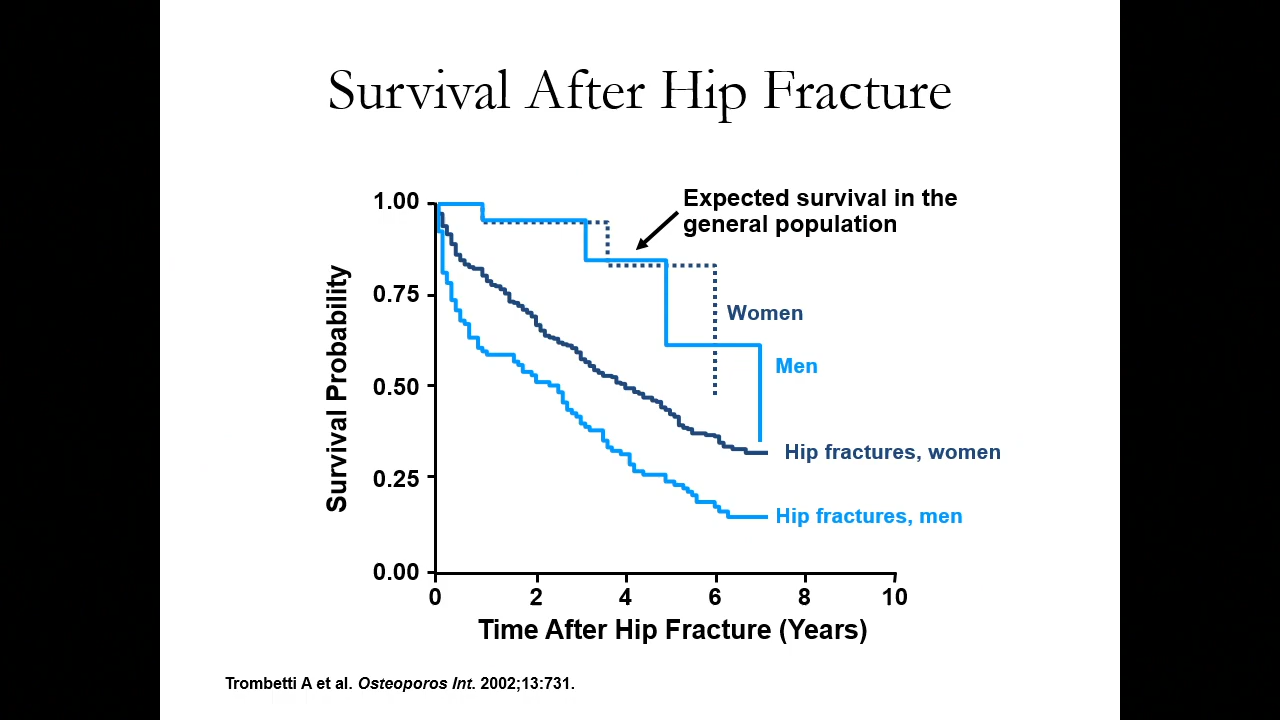 Survival After Hip Fracture
Expected survival in the
general population
Survival Probability
1.00
0.75
0.50
0.25
0.00
Women
Men
Hip fractures, women
Hip fractures, men
0 2 4 6 8 10
Time After Hip Fracture (Years)
Trombetti A et al. Osteoporos Int. 2002;13:731.